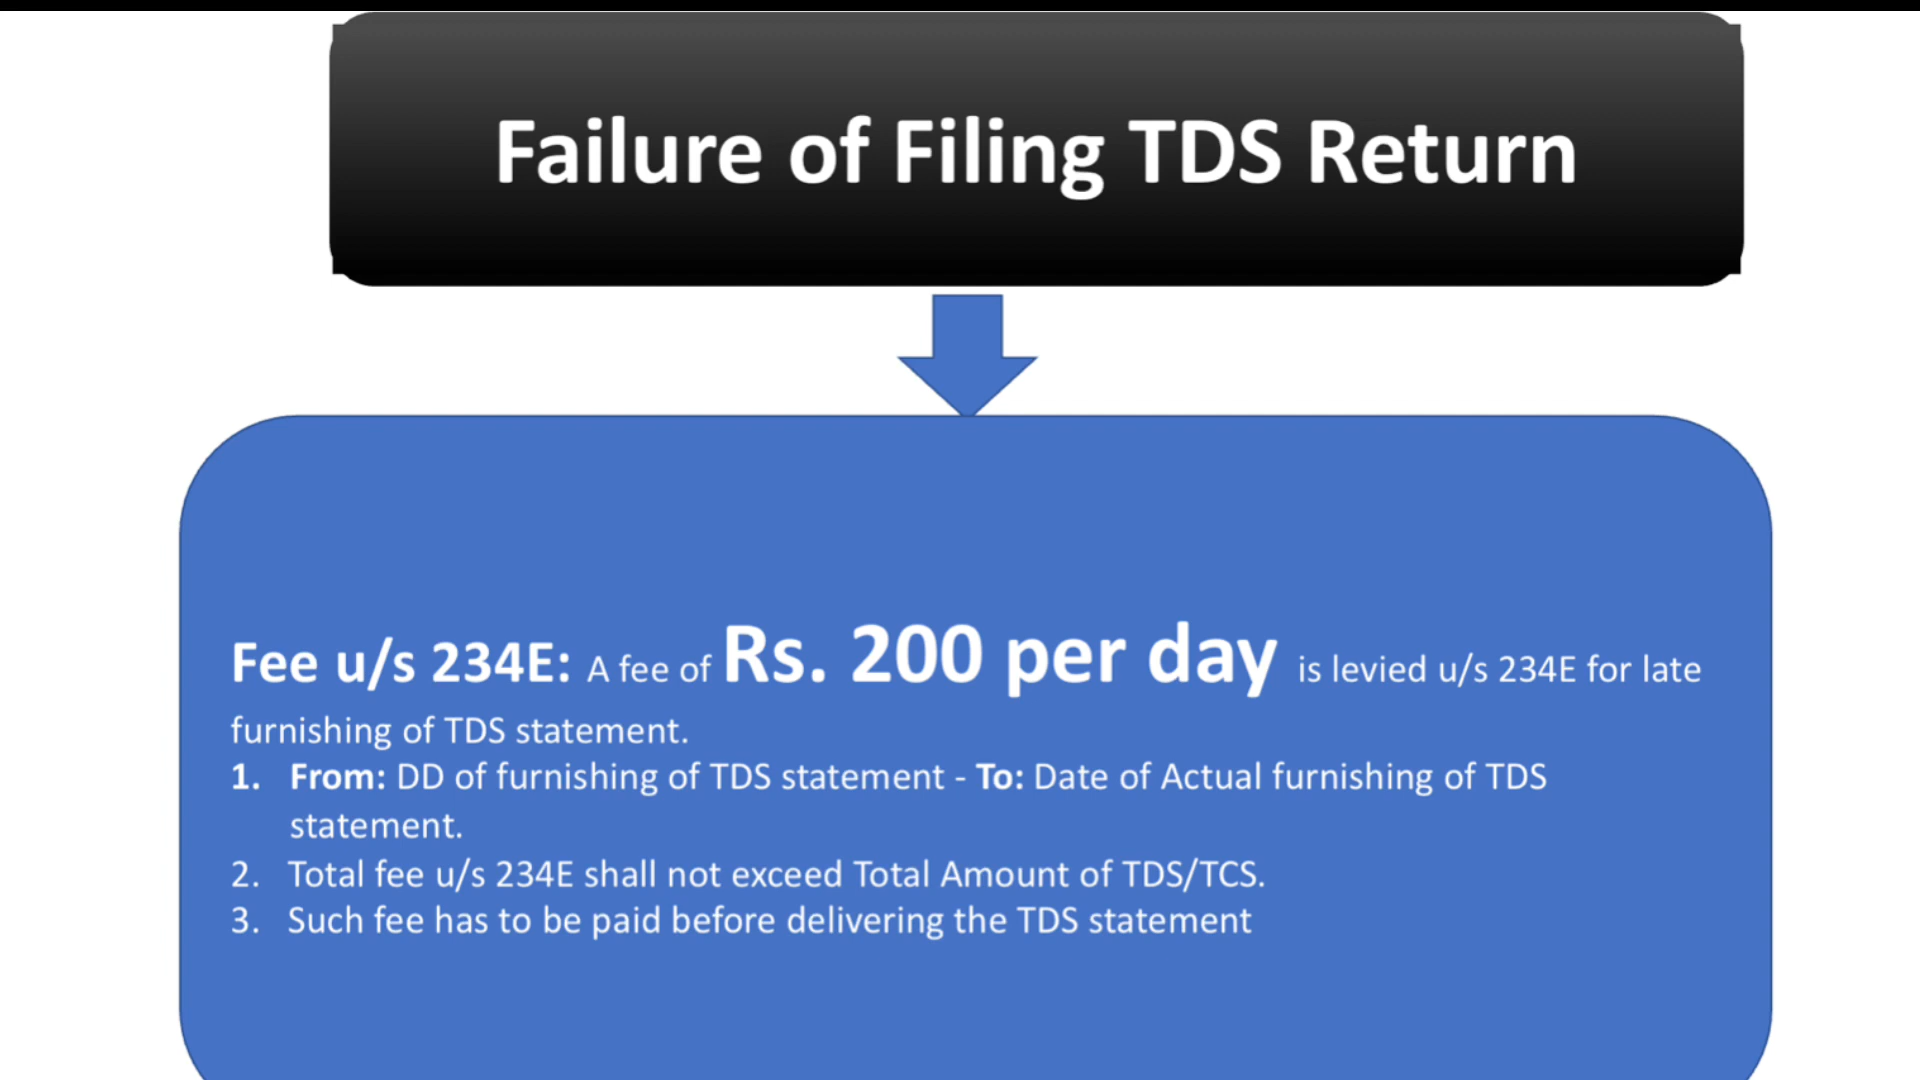 Failure of Filing TDS Return
Fee u/s 234E: A fee of Rs. 200 per day is levied u/s 234E for late
furnishing of TDS statement.
1. From: DD of furnishing of TDS statement - To: Date of Actual furnishing of TDS
statement.
2. Total fee u/s 234E shall not exceed Total Amount of TDS/TCS.
3. Such fee has to be paid before delivering the TDS statement